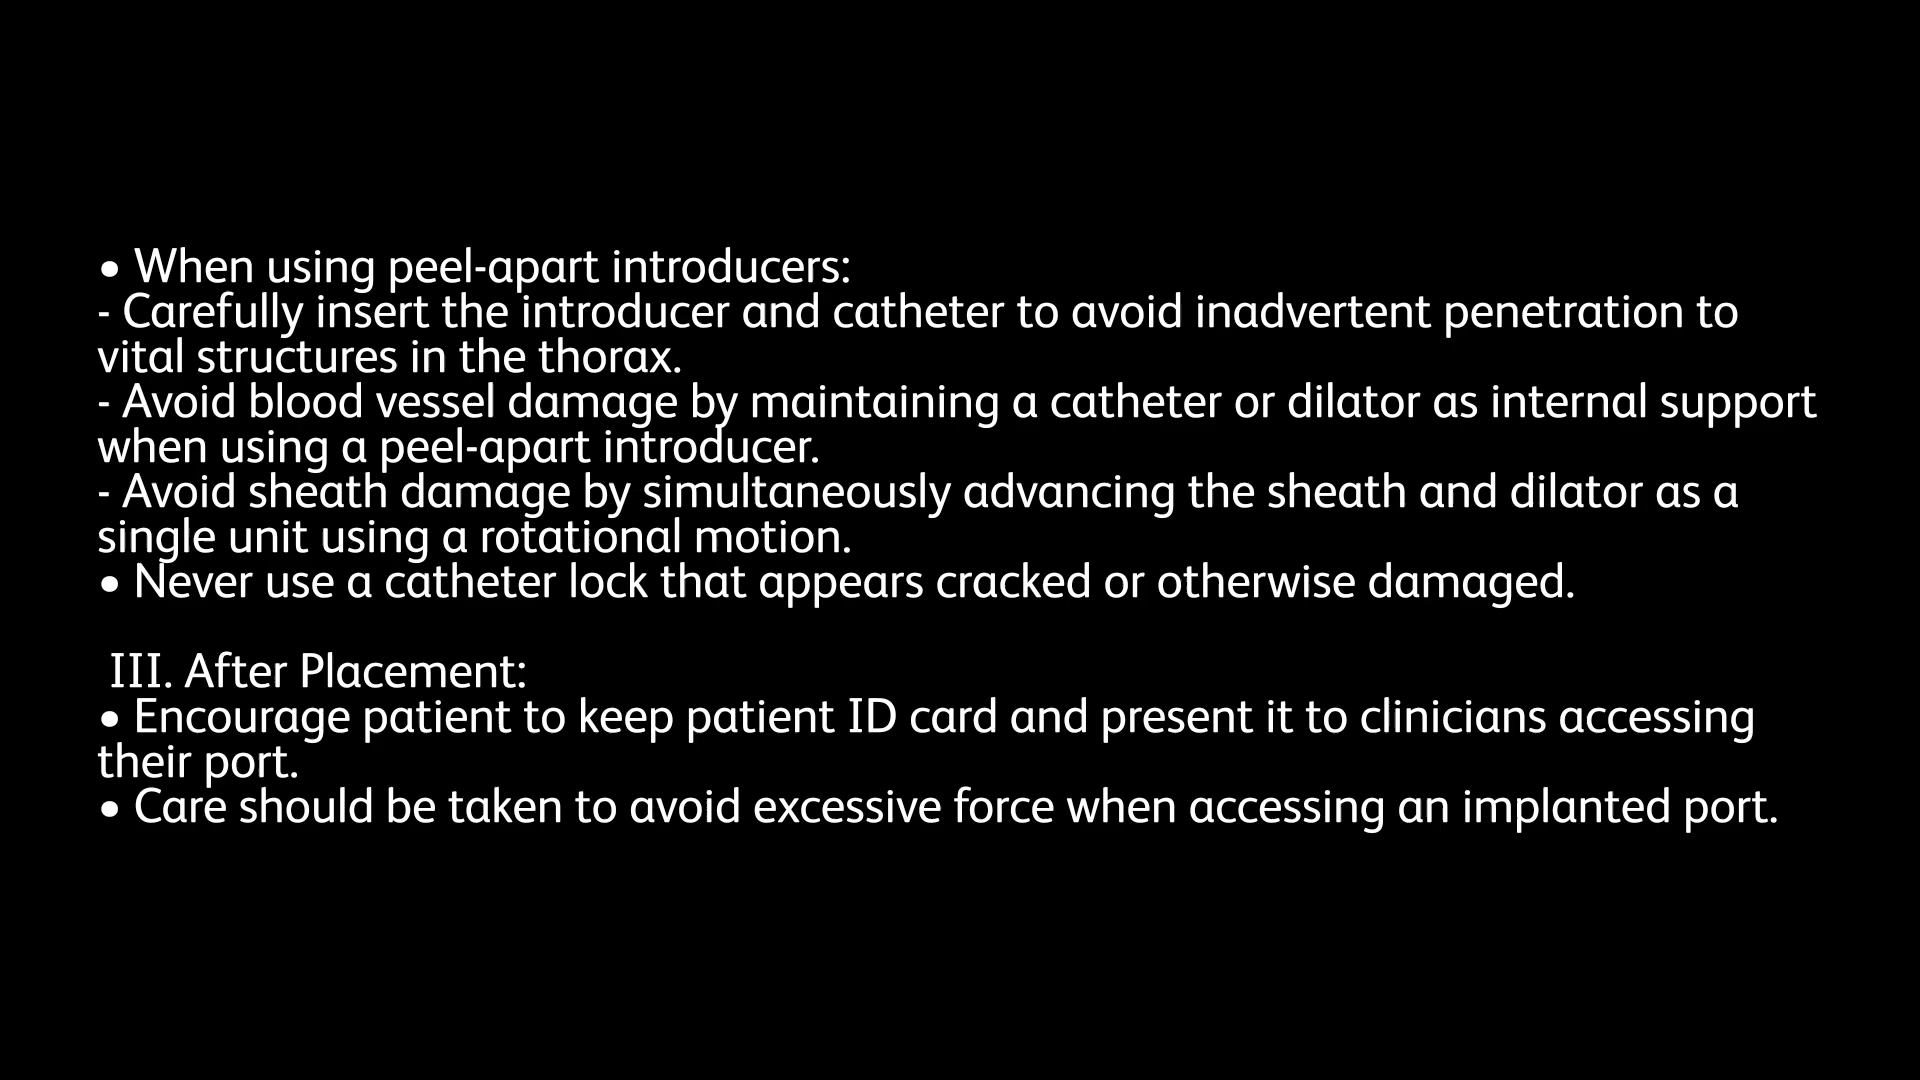 • When using peel-apart introducers:
- Carefully insert the introducer and catheter to avoid inadvertent penetration to
vital structures in the thorax.
- Avoid blood vessel damage by maintaining a catheter or dilator as internal support
when using a peel-apart introducer.
- Avoid sheath damage by simultaneously advancing the sheath and dilator as a
single unit using a rotational motion.
• Never use a catheter lock that appears cracked or otherwise damaged.
III. After Placement:
• Encourage patient to keep patient ID card and present it to clinicians accessing
their port.
• Care should be taken to avoid excessive force when accessing an implanted port.